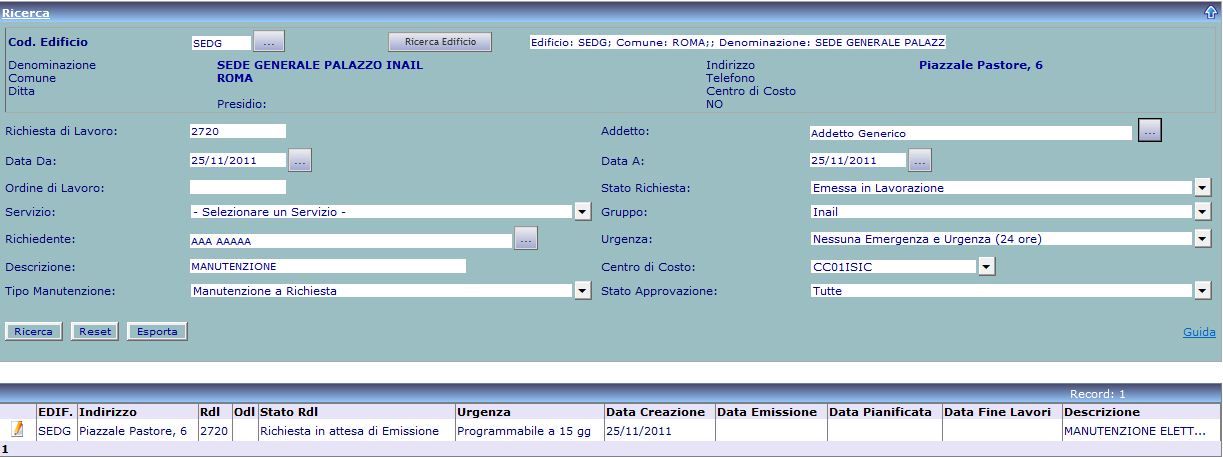 Ricerca
Cod. Edificio SEDG ... Ricerca Edificio Edificio: SEDG; Comune: ROMA;; Denominazione: SEDE GENERALE PALAZZ
Denominazione SEDE GENERALE PALAZZO INAIL Indirizzo Piazzale Pastore, 6
Comune ROMA Telefono
Ditta Centro di Costo
Presidio: NO
Richiesta di Lavoro: 2720 Addetto: Addetto Generico ...
Data Da: 25/11/2011 ... Data A: 25/11/2011 ...
Ordine di Lavoro: Stato Richiesta: Emessa in Lavorazione
Servizio: - Selezionare un Servizio - Gruppo: Inail
Richiedente: AAA AAAAA ... Urgenza: Nessuna Emergenza e Urgenza (24 ore)
Descrizione: MANUTENZIONE Centro di Costo: CC01ISIC
Tipo Manutenzione: Manutenzione a Richiesta Stato Approvazione: Tutte
Ricerca Reset Esporta Guida
Record: 1
EDIF. Indirizzo Rdl Odl Stato Rdl Urgenza Data Creazione Data Emissione Data Pianificata Data Fine Lavori Descrizione
SEDG Piazzale Pastore, 6 2720 Richiesta in attesa di Emissione Programmabile a 15 gg 25/11/2011 MANUTENZIONE ELETT...
1